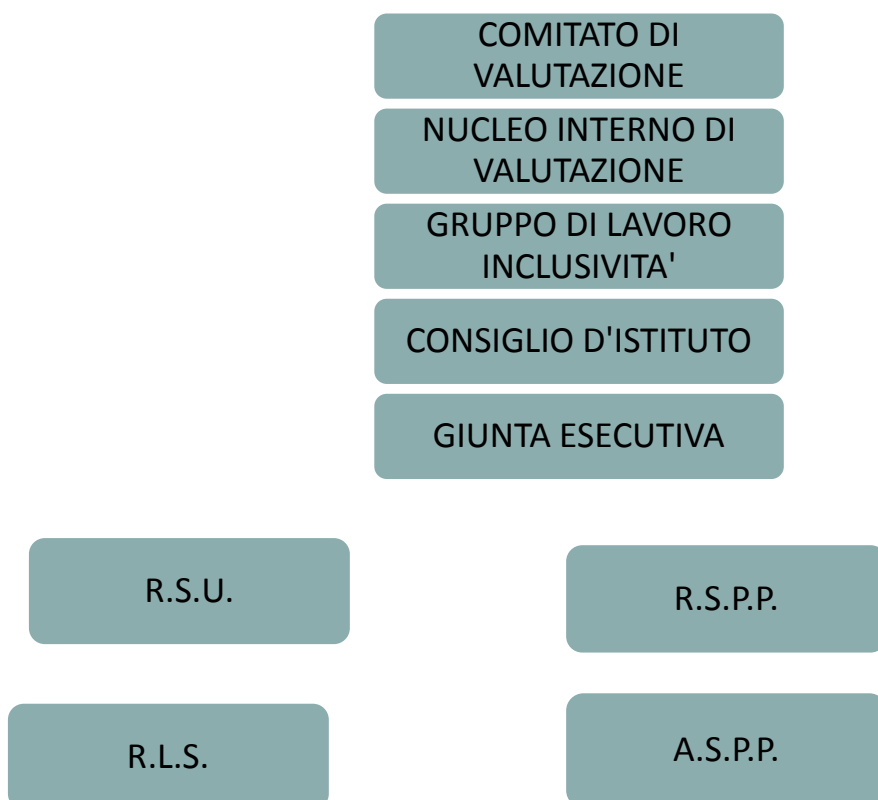 COMITATO DI
VALUTAZIONE
NUCLEO INTERNO DI
VALUTAZIONE
GRUPPO DI LAVORO
INCLUSIVITA'
CONSIGLIO D'ISTITUTO
GIUNTA ESECUTIVA
R.S.U.
R.S.P.P.
R.L.S.
A.S.P.P.